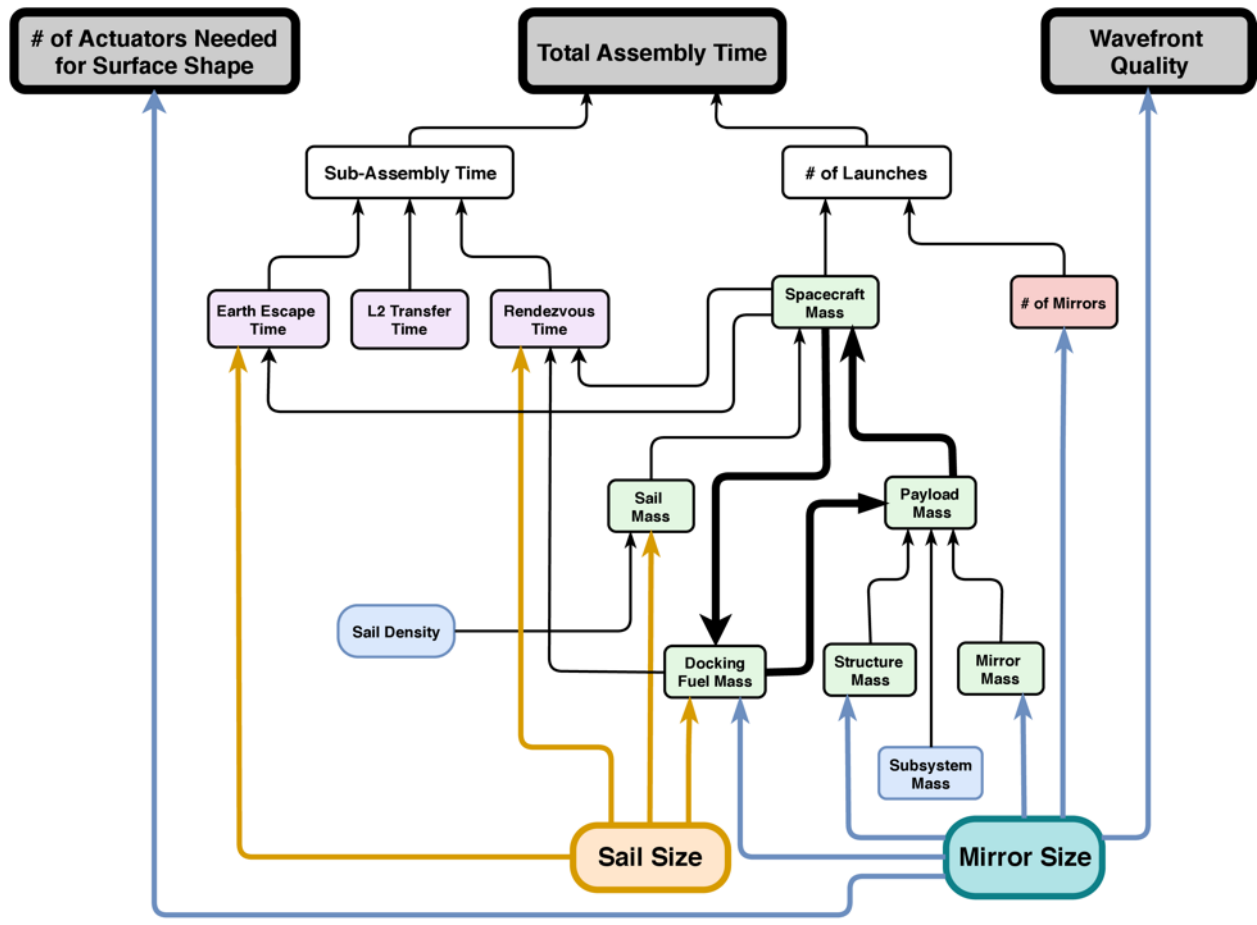 # of Actuators Needed
for Surface Shape
Total Assembly Time
Wavefront
Quality
Sub-Assembly Time
# of Launches
Earth Escape
Time
L2 Transfer
Time
Rendezvous
Time
Spacecraft
Mass
# of Mirrors
Sail
Mass
Payload
Mass
Sail Density
Docking
Fuel Mass
Structure
Mass
Mirror
Mass
Subsystem
Mass
Sail Size
Mirror Size